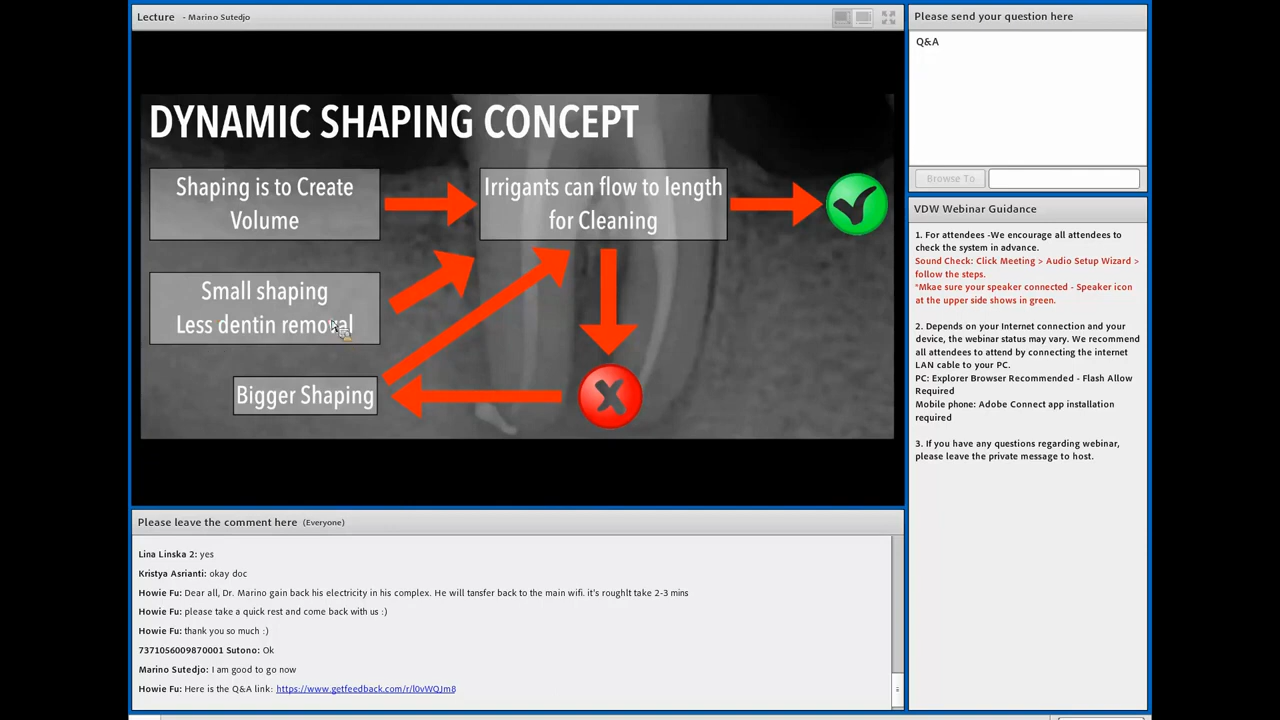 Lecture - Marino Sutedjo
DYNAMIC SHAPING CONCEPT
Shaping is to Create
Volume
Irrigants can flow to length
for Cleaning
Small shaping
Less dentin removal
Bigger Shaping
Please leave the comment here (Everyone)
Lina Linska 2: yes
Kristya Asrianti: okay doc
Howie Fu: Dear all, Dr. Marino gain back his electricity in his complex. He will tansfer back to the main wifi. it's roughlt take 2-3 mins
Howie Fu: please take a quick rest and come back with us :)
Howie Fu: thank you so much :)
7371056009870001 Sutono: Ok
Marino Sutedjo: I am good to go now
Howie Fu: Here is the Q&A link: https://www.getfeedback.com/r/l0vWQJm8
Please send your question here
Q&A
Browse To
VDW Webinar Guidance
1. For attendees -We encourage all attendees to
check the system in advance.
Sound Check: Click Meeting > Audio Setup Wizard >
follow the steps.
*Mkae sure your speaker connected - Speaker icon
at the upper side shows in green.
2. Depends on your Internet connection and your
device, the webinar status may vary. We recommend
all attendees to attend by connecting the internet
LAN cable to your PC.
PC: Explorer Browser Recommended - Flash Allow
Required
Mobile phone: Adobe Connect app installation
required
3. If you have any questions regarding webinar,
please leave the private message to host.